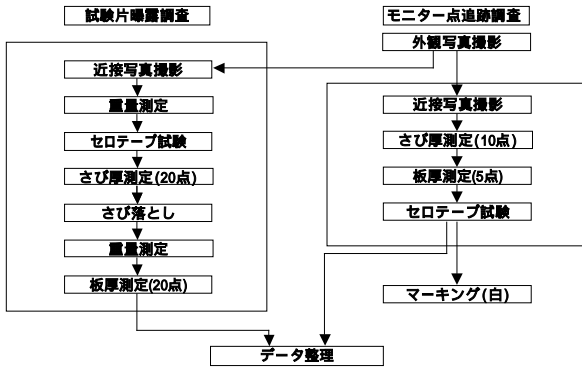 試験片曝露調査
近接写真撮影
重量測定
セロテープ試験
さび厚測定(20点)
さび落とし
重量測定
板厚測定(20点)
モニター点追跡調査
外観写真撮影
近接写真撮影
さび厚測定(10点)
板厚測定(5点)
セロテープ試験
マーキング(白)
データ整理